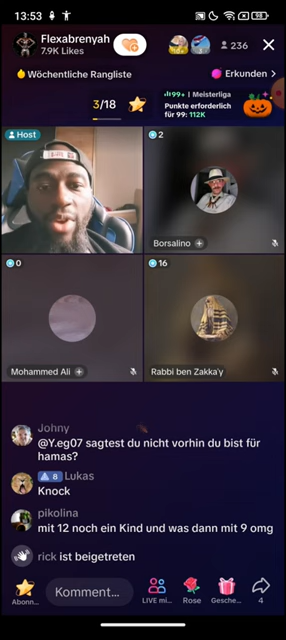 13:53
98
Flexabrenyah
7.9K Likes
236
Wöchentliche Rangliste
Erkunden >
3/18
99+ | Meisterliga
Punkte erforderlich
für 99: 112K
Host
2
Borsalino
0
16
Mohammed Ali
Rabbi ben Zakka'y
Johny
@Y.eg07 sagtest du nicht vorhin du bist für
hamas?
8 Lukas
Knock
pikolina
mit 12 noch ein Kind und was dann mit 9 omg
rick ist beigetreten
Komment...
Abonn...
LIVE mi...
Rose
Gesche...
4